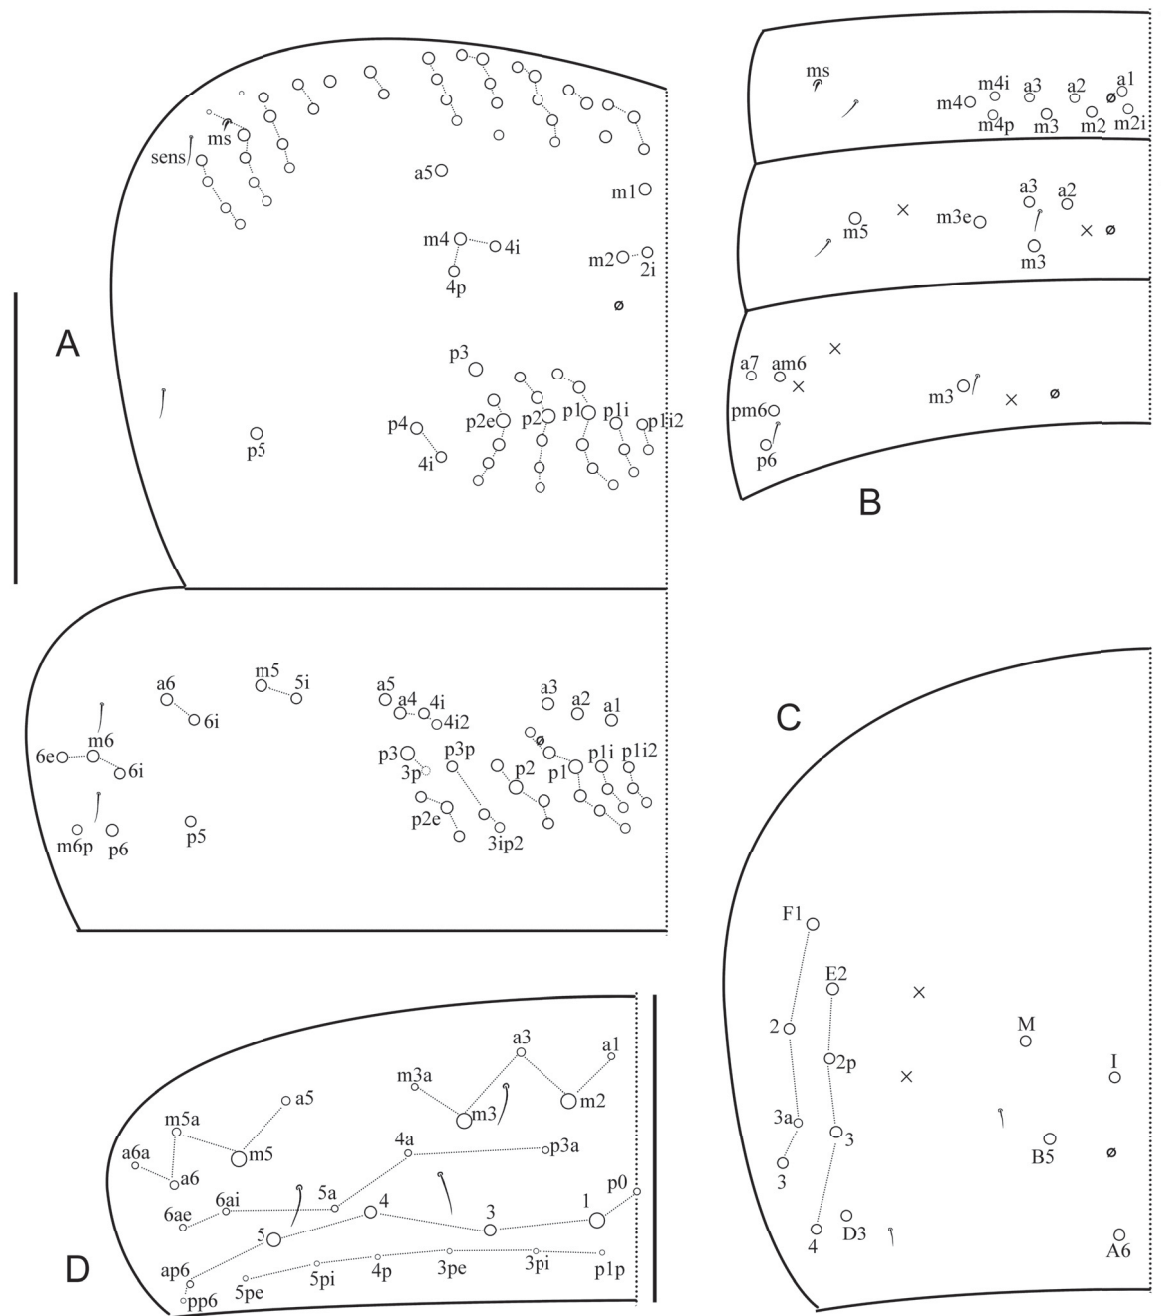 A
ms
sens
a5
m1
m4
4i
m2
2i
4p
p3
p4
p2e
p2
p1
p1i
p1i2
4i
p5
a6
6i
m5
5i
a5
a4
4i
4i2
a3
a2
a1
6e
m6
6i
p3
3p
p3p
p2
p1
p1i
p1i2
m6p
p6
p5
p2e
3ip2
B
ms
m4
m4i
a3
a2
a1
m4p
m3
m2
m2i
m5
m3e
a3
a2
m3
a7
am6
pm6
p6
m3
C
F1
E2
2
2p
M
I
3a
3
3
B5
4
D3
A6
D
a3
a1
m3a
m3
m2
a5
m5a
a6a
a6
m5
4a
p3a
p0
6ae
6ai
5a
4
3
1
5
ap6
pp6
5pe
5pi
4p
3pe
3pi
p1p